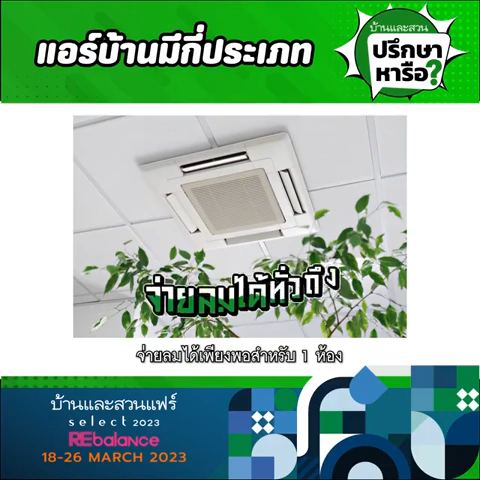 แอร์บ้านมีกี่ประเภท
บ้านและสวน
ปรึกษา
หารือ?
จ่ายลมได้ทั่วถึง
จ่ายลมได้เพียงพอสำหรับ 1 ห้อง
บ้านและสวนแฟร์
select 2023
REbalance
18-26 MARCH 2023